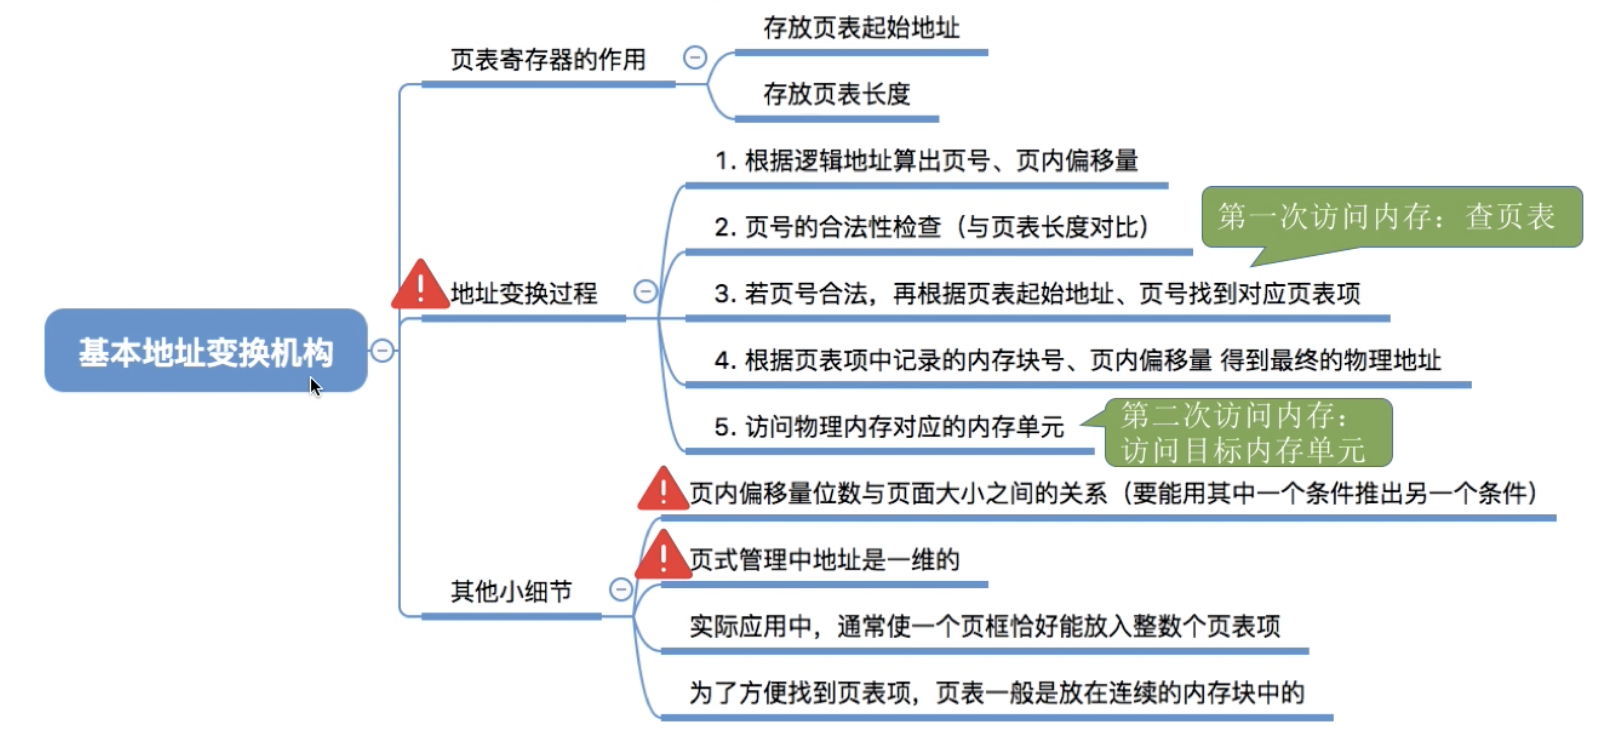 基本地址变换机构
页表寄存器的作用
存放页表起始地址
存放页表长度
地址变换过程
1. 根据逻辑地址算出页号、页内偏移量
2. 页号的合法性检查（与页表长度对比）
3. 若页号合法，再根据页表起始地址、页号找到对应页表项
第一次访问内存：查页表
4. 根据页表项中记录的内存块号、页内偏移量 得到最终的物理地址
5. 访问物理内存对应的内存单元
第二次访问内存：
访问目标内存单元
其他小细节
页内偏移量位数与页面大小之间的关系（要能用其中一个条件推出另一个条件）
页式管理中地址是一维的
实际应用中，通常使一个页框恰好能放入整数个页表项
为了方便找到页表项，页表一般是放在连续的内存块中的